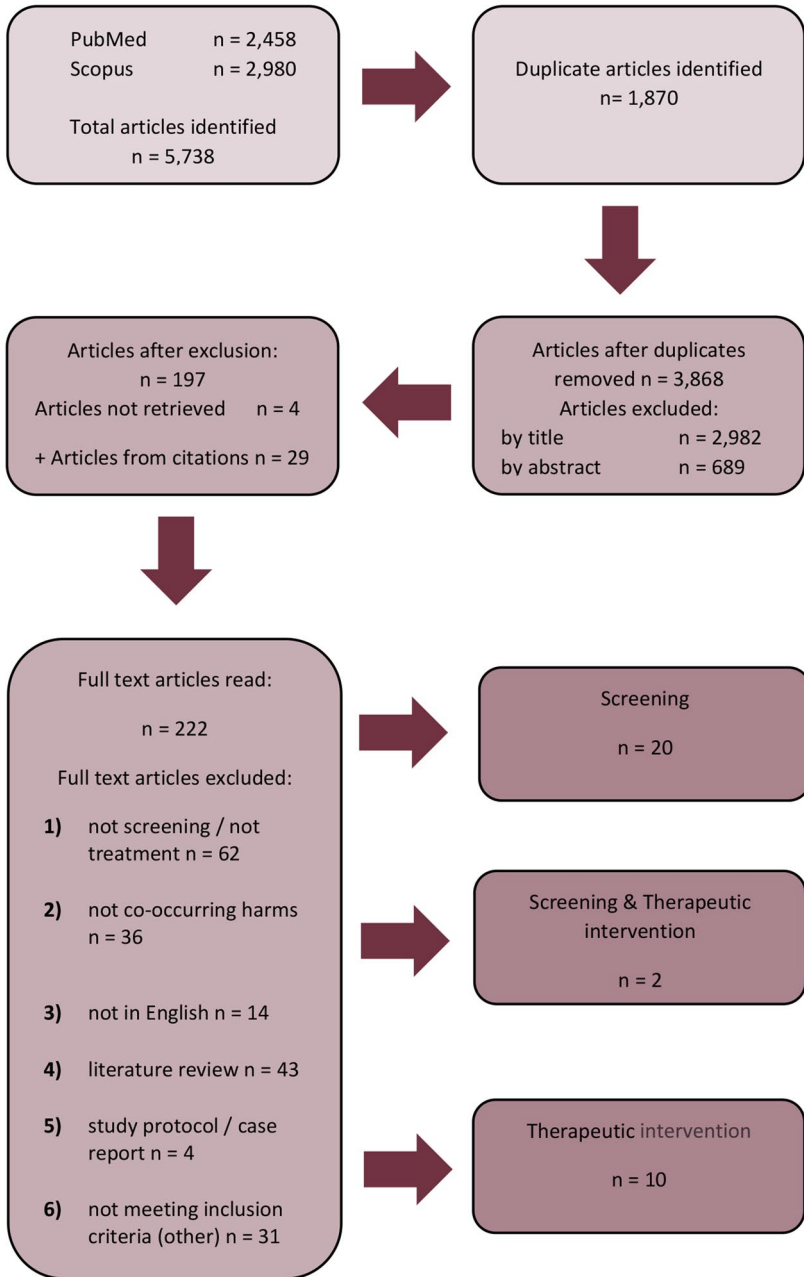 PubMed n = 2,458
Scopus n = 2,980
Total articles identified
n = 5,738
Duplicate articles identified
n= 1,870
Articles after duplicates
removed n = 3,868
Articles excluded:
by title n = 2,982
by abstract n = 689
Articles after exclusion:
n = 197
Articles not retrieved n = 4
+ Articles from citations n = 29
Full text articles read:
n = 222
Full text articles excluded:
1) not screening / not
treatment n = 62
2) not co-occurring harms
n = 36
3) not in English n = 14
4) literature review n = 43
5) study protocol / case
report n = 4
6) not meeting inclusion
criteria (other) n = 31
Screening
n = 20
Screening & Therapeutic
intervention
n = 2
Therapeutic intervention
n = 10